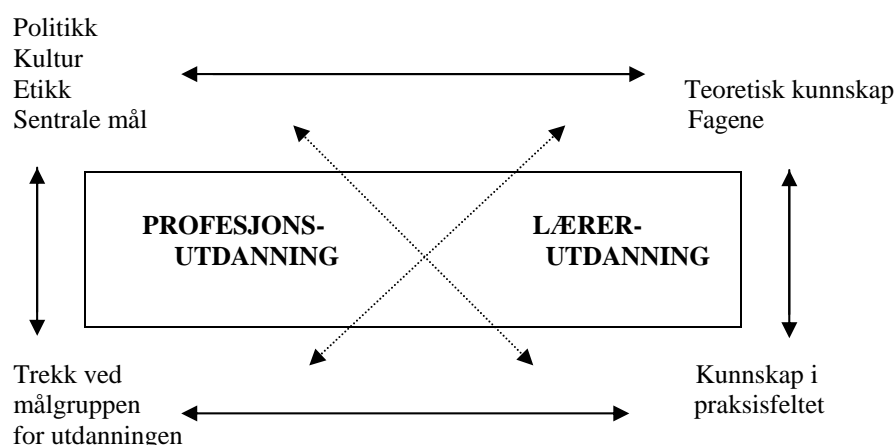 Politikk
Kultur
Etikk
Sentrale mål
Teoretisk kunnskap
Fagene
PROFESJONS-
UTDANNING
LÆRER-
UTDANNING
Trekk ved
målgruppen
for utdanningen
Kunnskap i
praksisfeltet